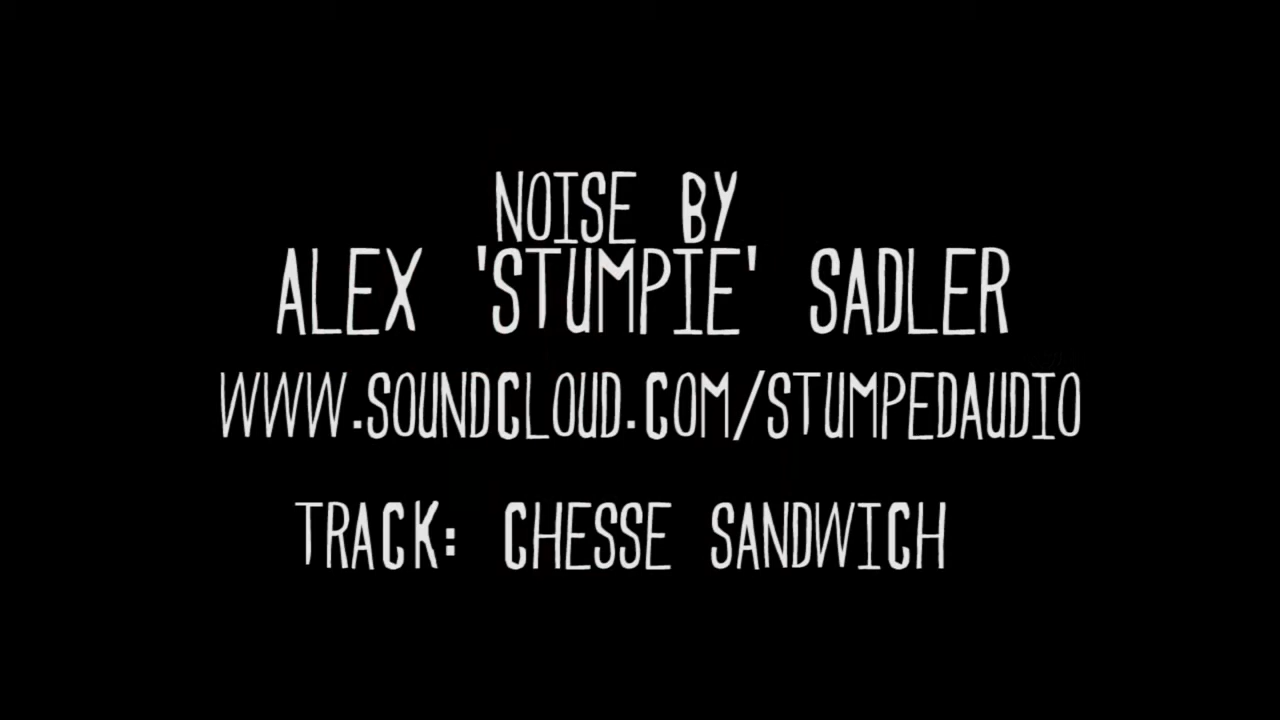 NOISE BY
ALEX 'STUMPIE' SADLER
WWW.SOUNDCLOUD.COM/STUMPEDAUDIO
TRACK: CHESSE SANDWICH